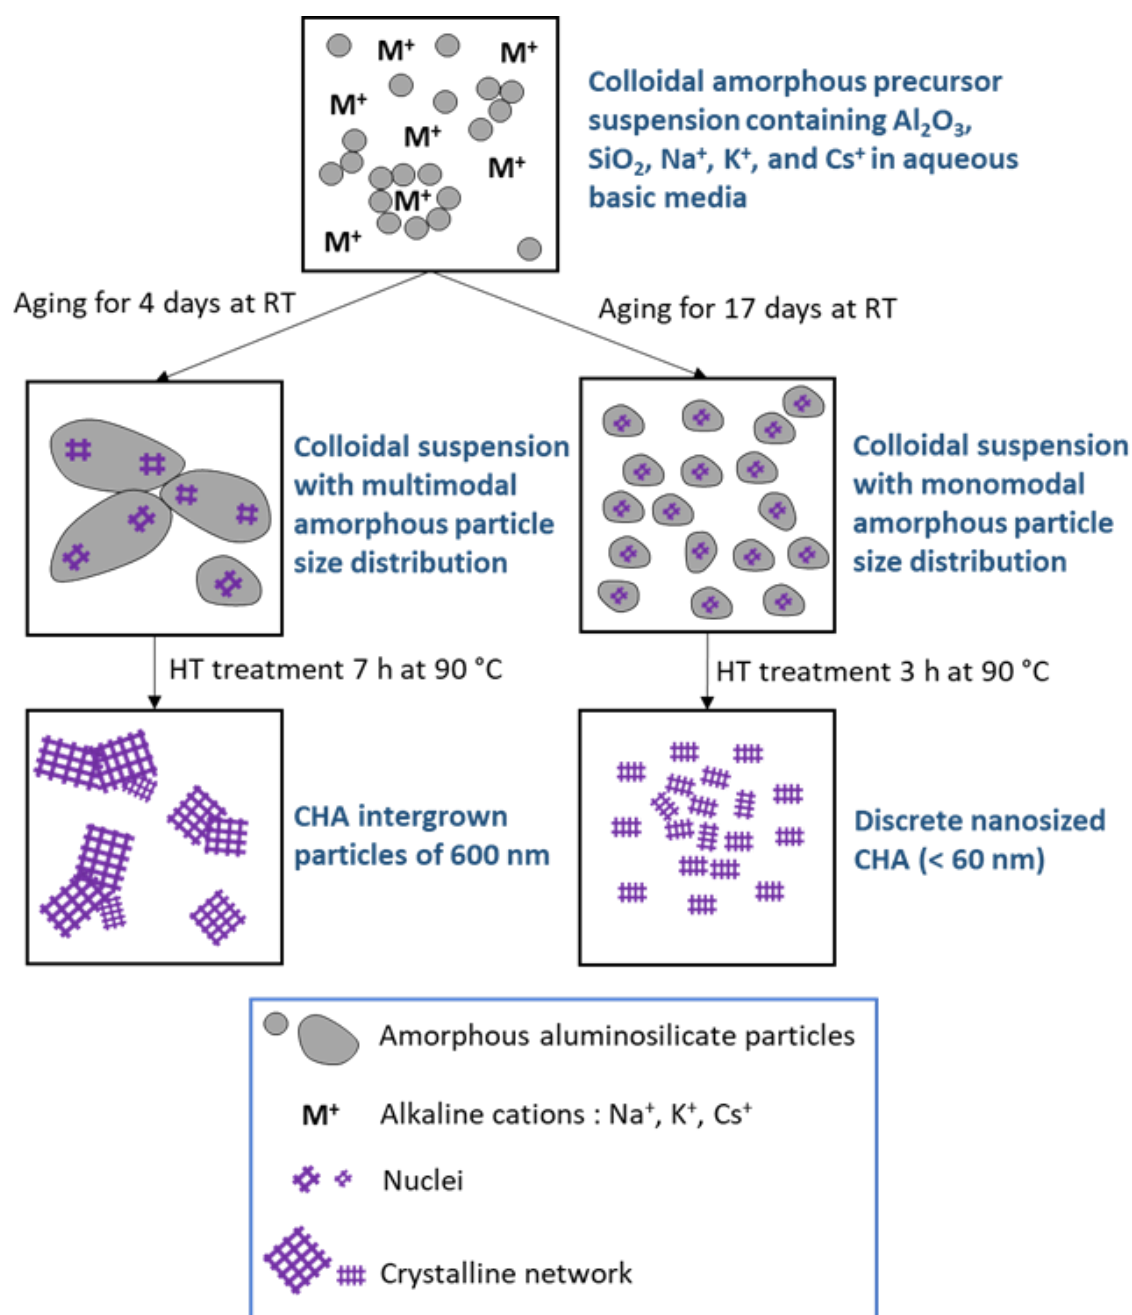 M⁺
M⁺
M⁺
M⁺
M⁺
M⁺
M⁺
Colloidal amorphous precursor
suspension containing Al₂O₃,
SiO₂, Na⁺, K⁺, and Cs⁺ in aqueous
basic media
Aging for 4 days at RT
Aging for 17 days at RT
Colloidal suspension
with multimodal
amorphous particle
size distribution
Colloidal suspension
with monomodal
amorphous particle
size distribution
HT treatment 7 h at 90 °C
HT treatment 3 h at 90 °C
CHA intergrown
particles of 600 nm
Discrete nanosized
CHA (< 60 nm)
Amorphous aluminosilicate particles
M⁺ Alkaline cations : Na⁺, K⁺, Cs⁺
Nuclei
Crystalline network